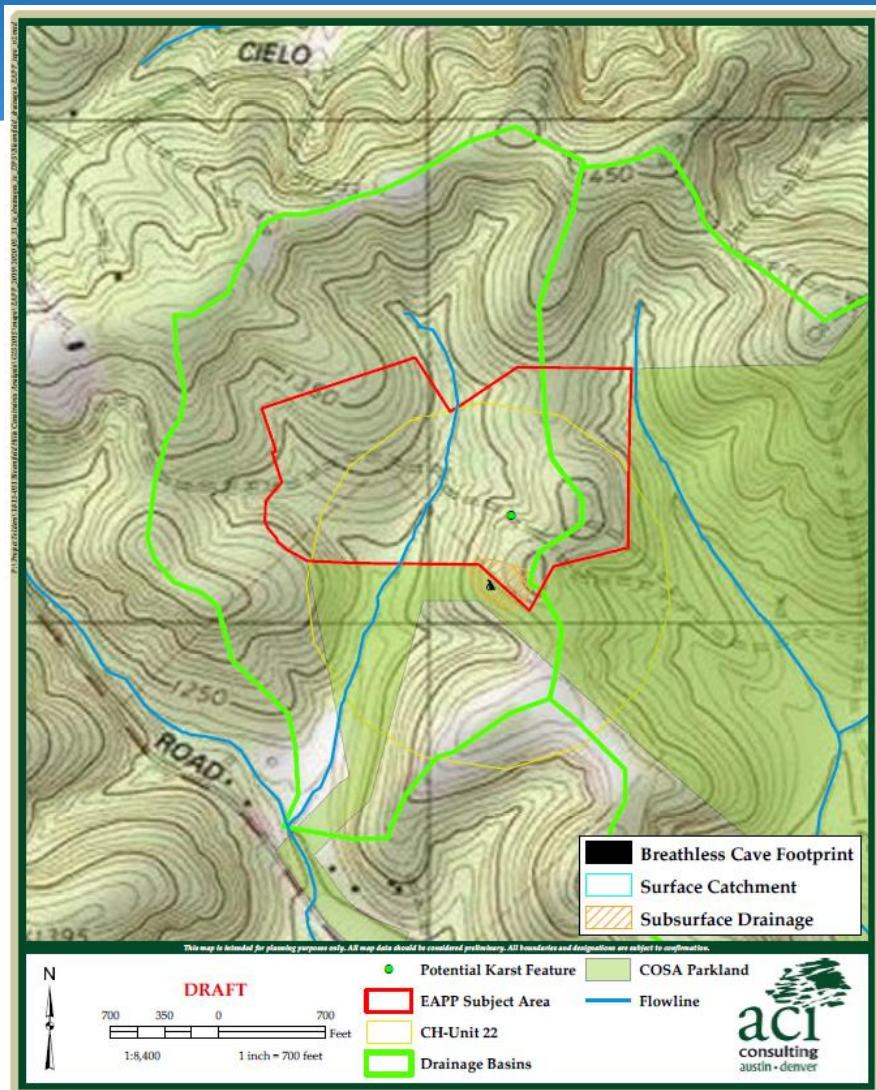 CIELO
1450
1350
1250
ROAD
1395
Breathless Cave Footprint
Surface Catchment
Subsurface Drainage
This map is intended for planning purposes only. All map data should be considered preliminary. All boundaries and designations are subject to confirmation.
N
DRAFT
700 350 0 700
Feet
1:8,400 1 inch = 700 feet
Potential Karst Feature
EAPP Subject Area
CH-Unit 22
Drainage Basins
COSA Parkland
Flowline
aci
consulting
austin • denver